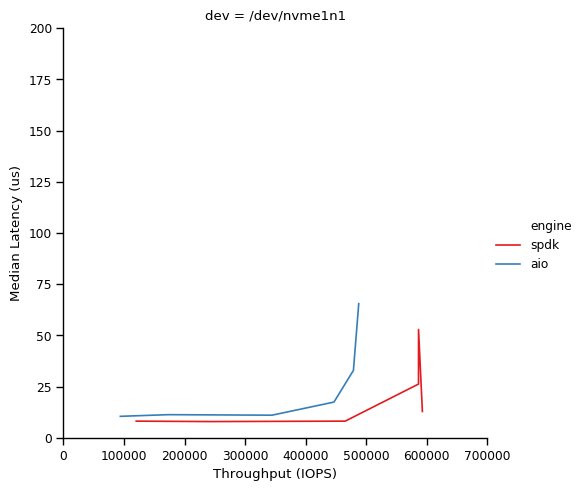 dev = /dev/nvme1n1
200
175
150
125
100
75
50
25
0
Median Latency (us)
0 100000 200000 300000 400000 500000 600000 700000
Throughput (IOPS)
engine
spdk
aio